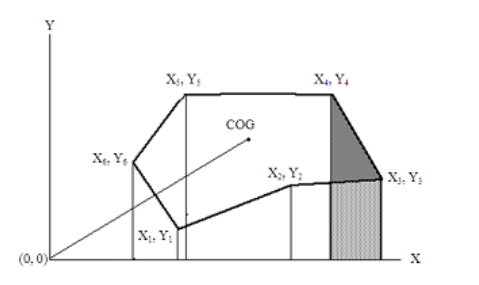 Y
X₅, Y₅
X₄, Y₄
COG
X₆, Y₆
X₂, Y₂
X₃, Y₃
X₁, Y₁
(0, 0)
X